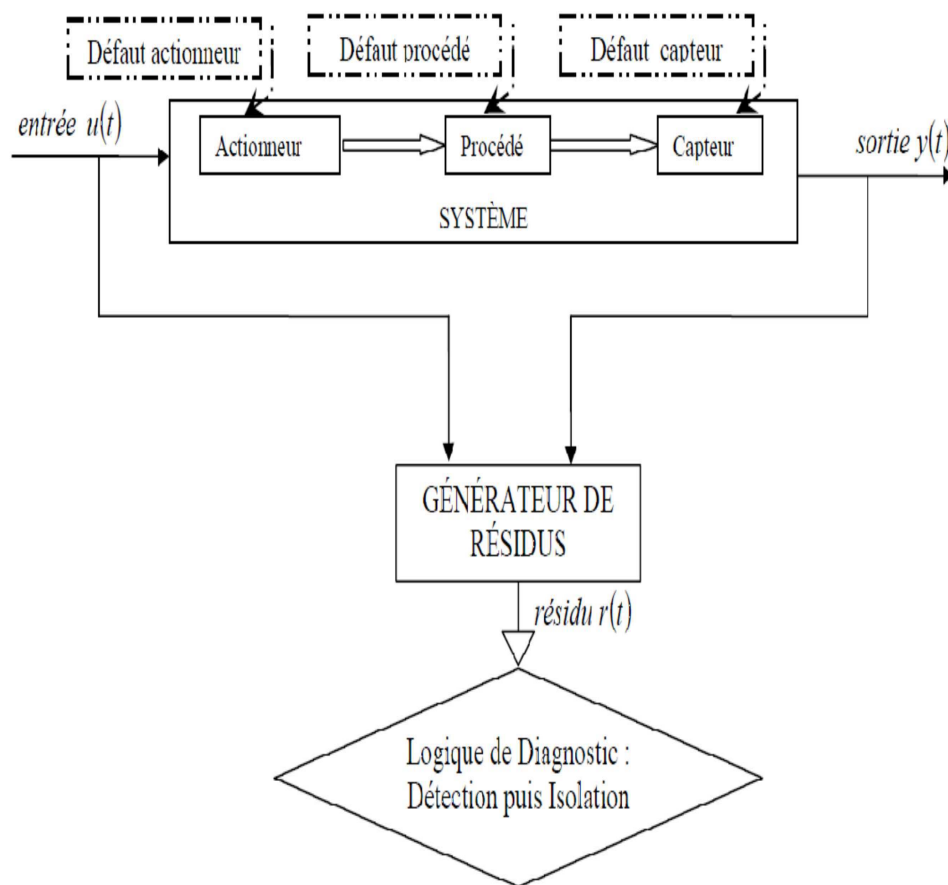 Défaut actionneur
Défaut procédé
Défaut capteur
entrée u(t)
sortie y(t)
Actionneur
Procédé
Capteur
SYSTÈME
GÉNÉRATEUR DE
RÉSIDUS
résidu r(t)
Logique de Diagnostic :
Détection puis Isolation